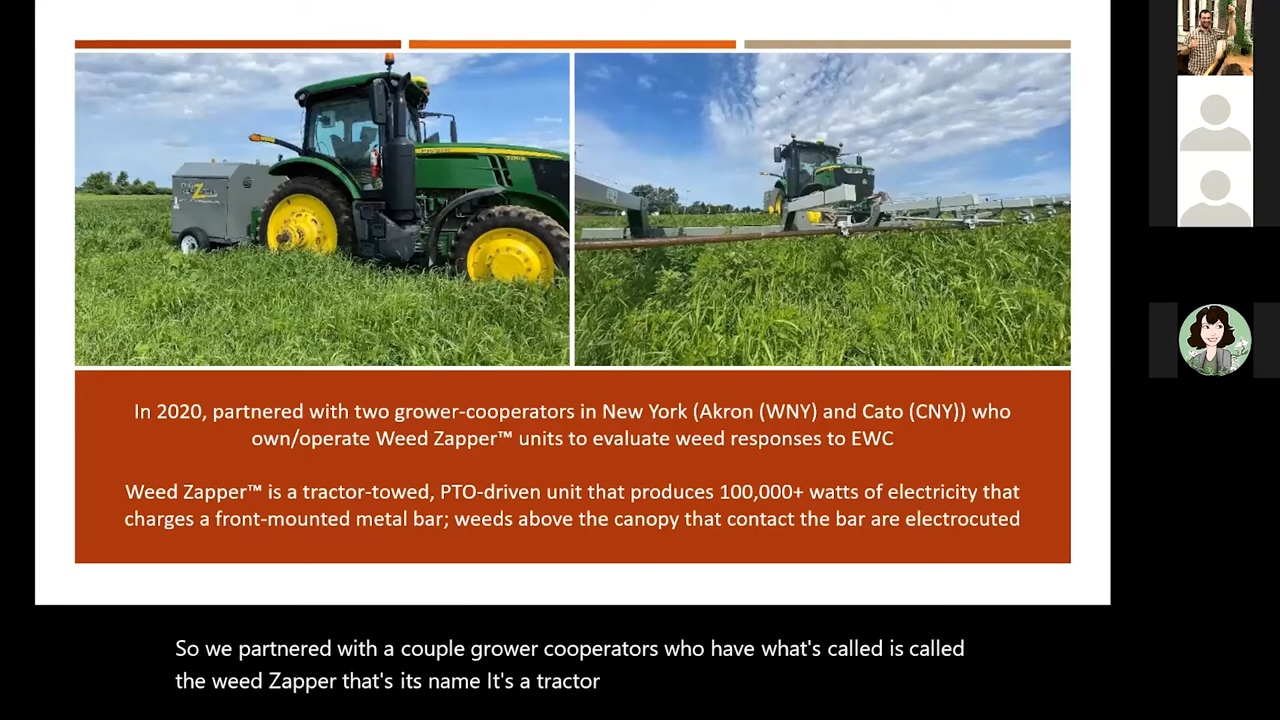 In 2020, partnered with two grower-cooperators in New York (Akron (WNY) and Cato (CNY)) who
own/operate Weed Zapper™ units to evaluate weed responses to EWC
Weed Zapper™ is a tractor-towed, PTO-driven unit that produces 100,000+ watts of electricity that
charges a front-mounted metal bar; weeds above the canopy that contact the bar are electrocuted
So we partnered with a couple grower cooperators who have what's called is called
the weed Zapper that's its name It's a tractor